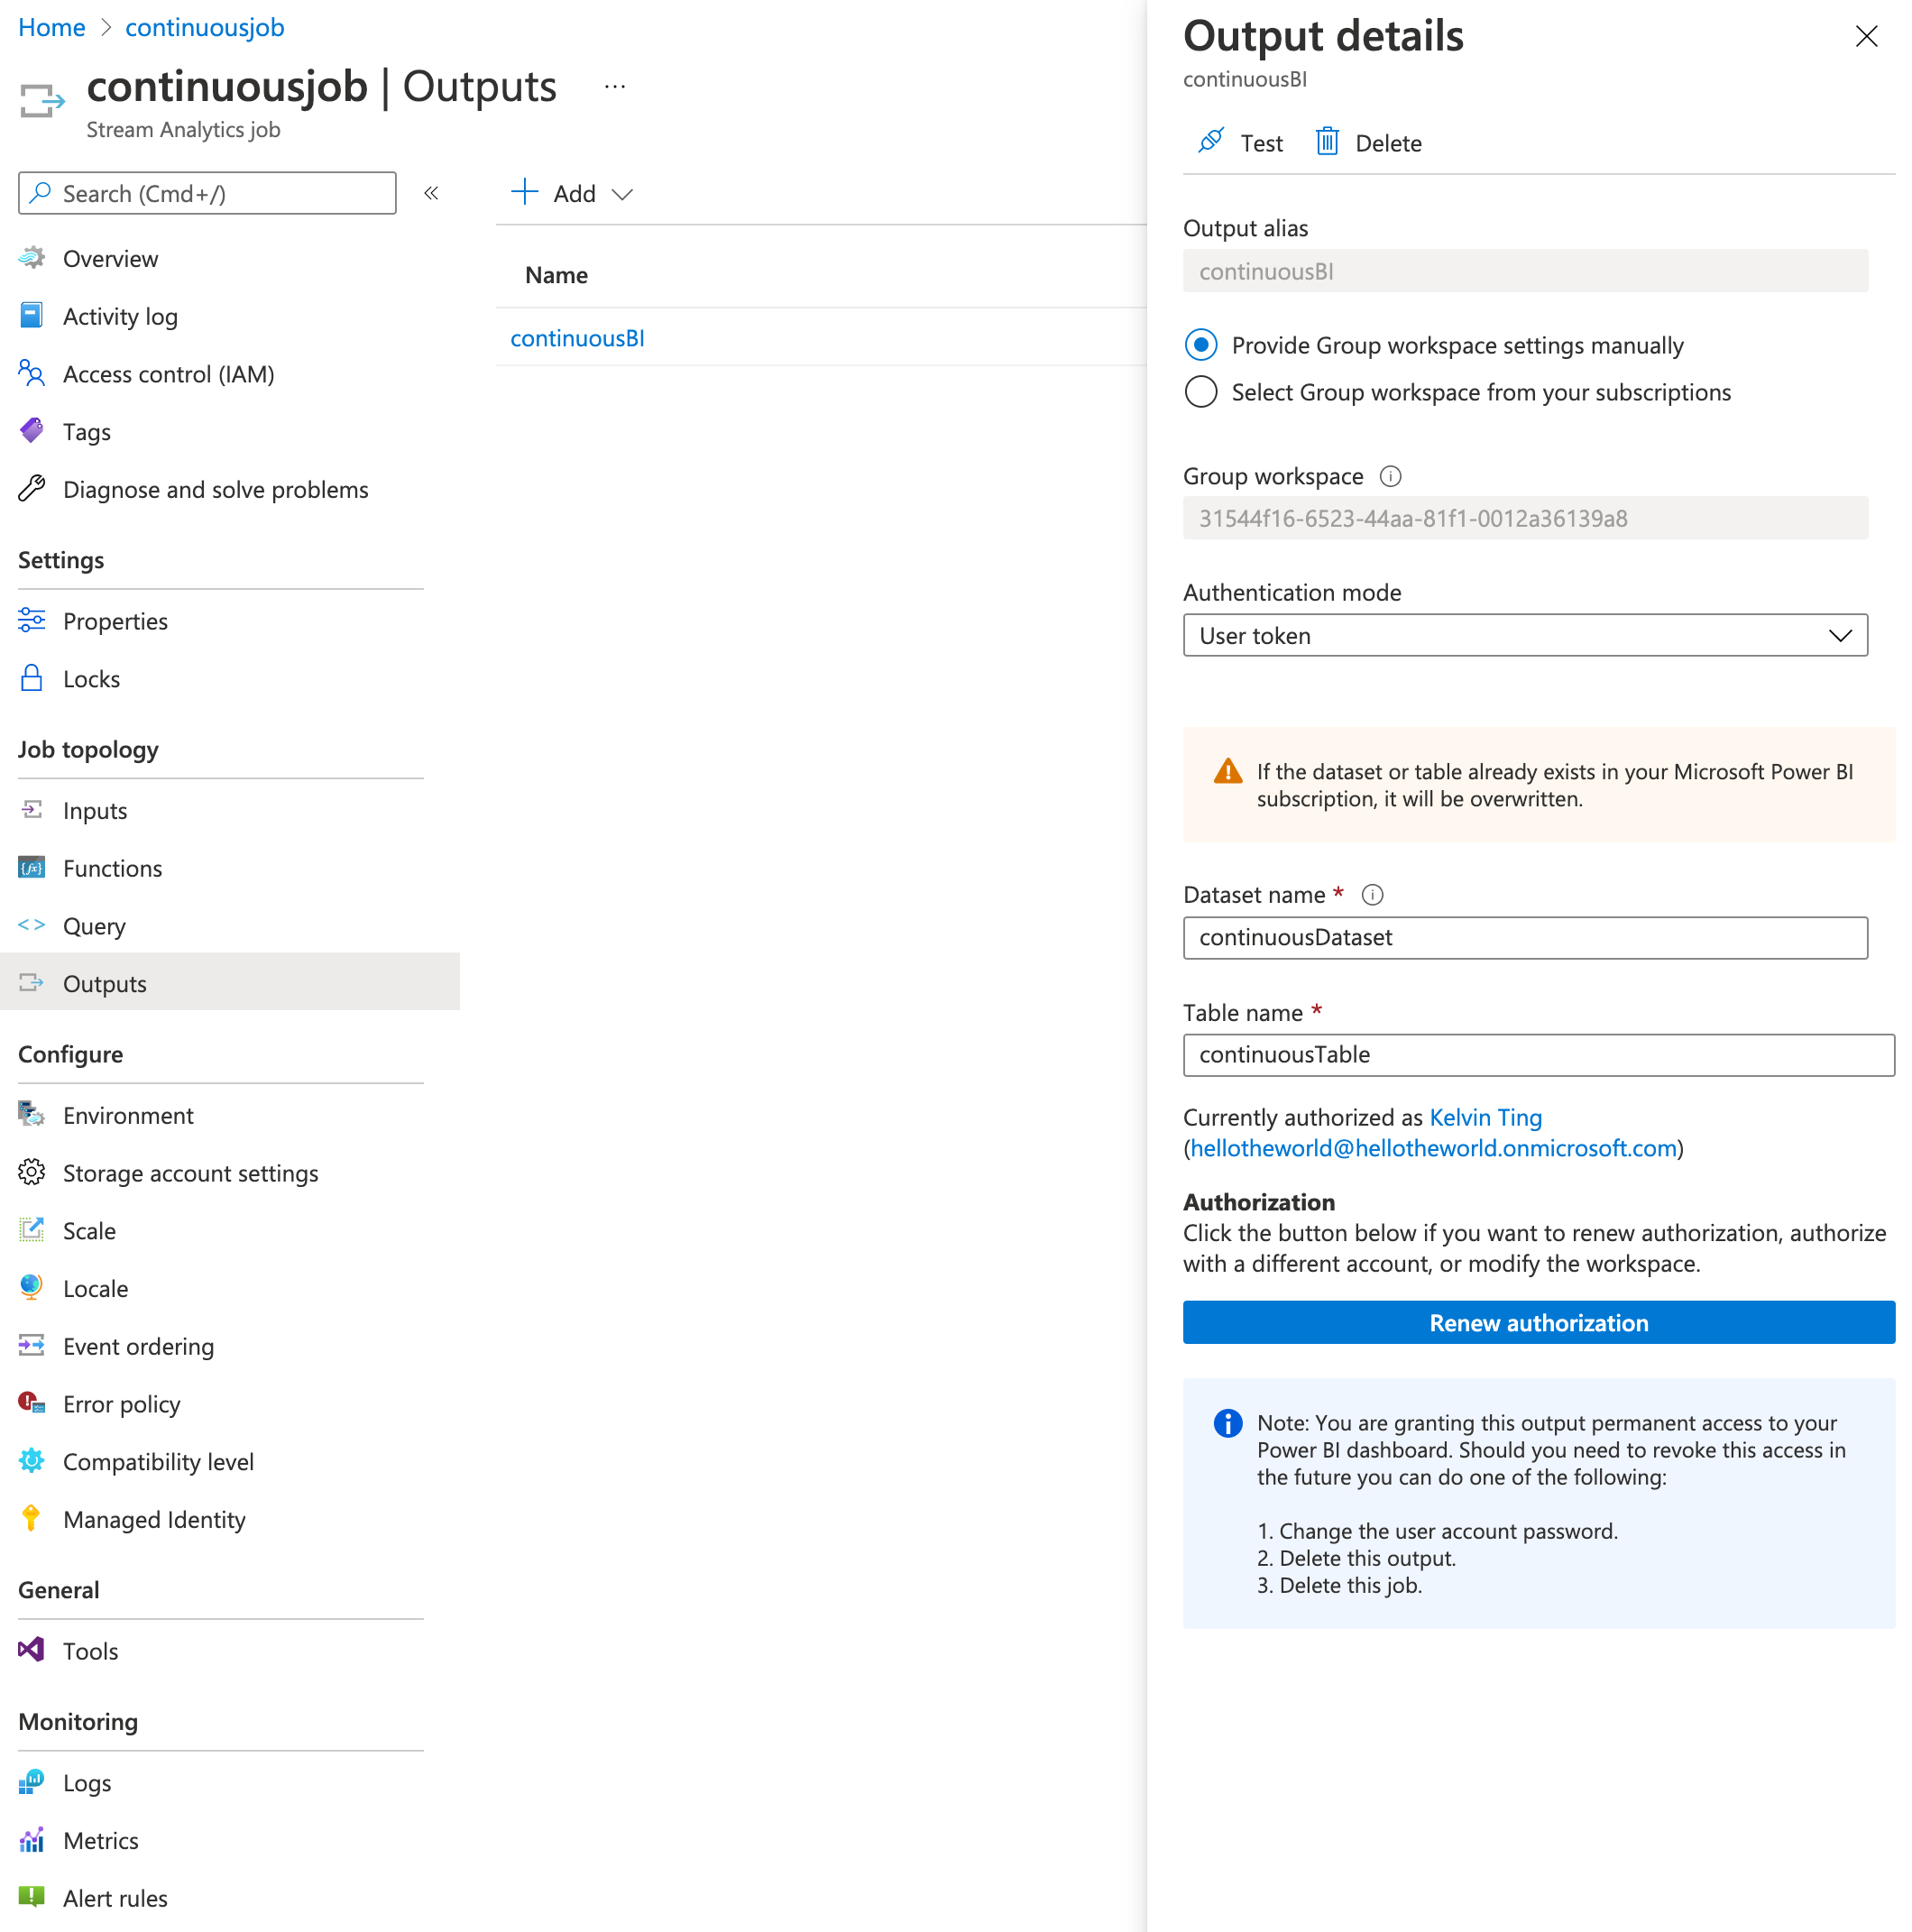 Home > continuousjob
continuousjob | Outputs ...
Stream Analytics job
Search (Cmd+/)
«
Overview
Activity log
Access control (IAM)
Tags
Diagnose and solve problems
Settings
Properties
Locks
Job topology
Inputs
Functions
Query
Outputs
Configure
Environment
Storage account settings
Scale
Locale
Event ordering
Error policy
Compatibility level
Managed Identity
General
Tools
Monitoring
Logs
Metrics
Alert rules
Add
Name
continuousBI
Output details
continuousBI
Test Delete
Output alias
continuousBI
Provide Group workspace settings manually
Select Group workspace from your subscriptions
Group workspace
31544f16-6523-44aa-81f1-0012a36139a8
Authentication mode
User token
If the dataset or table already exists in your Microsoft Power BI
subscription, it will be overwritten.
Dataset name *
continuousDataset
Table name *
continuousTable
Currently authorized as Kelvin Ting
(hellotheworld@hellotheworld.onmicrosoft.com)
Authorization
Click the button below if you want to renew authorization, authorize
with a different account, or modify the workspace.
Renew authorization
Note: You are granting this output permanent access to your
Power BI dashboard. Should you need to revoke this access in
the future you can do one of the following:
1. Change the user account password.
2. Delete this output.
3. Delete this job.